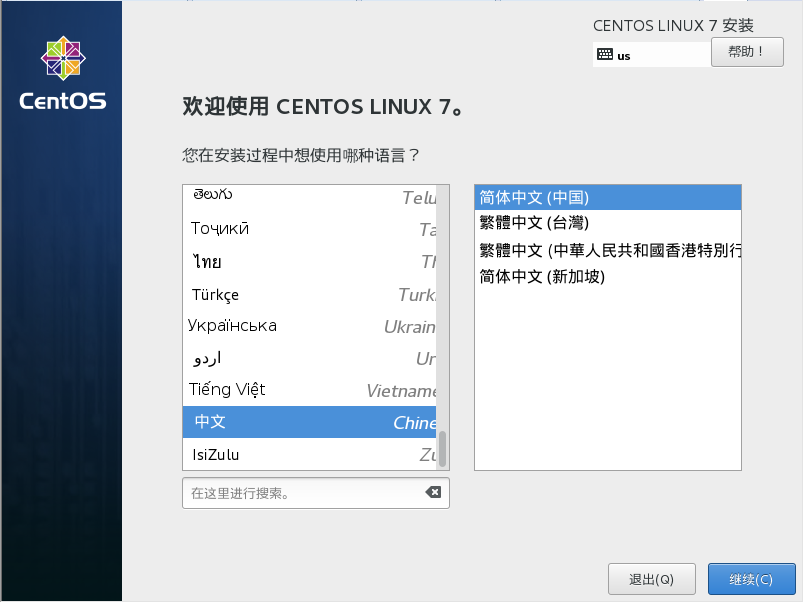 CentOS
CENTOS LINUX 7 安装
us
帮助！
欢迎使用 CENTOS LINUX 7。
您在安装过程中想使用哪种语言？
తెలుగు Telu
Тоҷикӣ Ta
ไทย Th
Türkçe Turk
Українська Ukrain
اردو Ur
Tiếng Việt Vietname
中文 Chine
IsiZulu Zu
在这里进行搜索。
简体中文 (中国)
繁體中文 (台灣)
繁體中文 (中華人民共和國香港特別行
简体中文 (新加坡)
退出(Q)
继续(C)